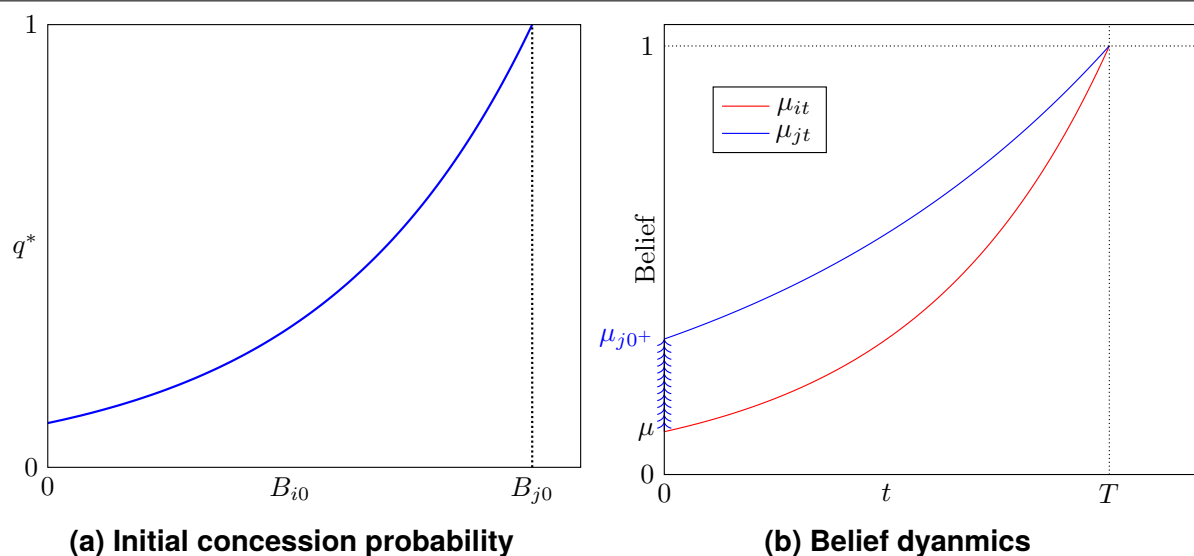 1
q*
0
0
B_{i0}
B_{j0}
(a) Initial concession probability
1
μ_{it}
μ_{jt}
Belief
μ_{j0^+}
μ
0
0
t
T
(b) Belief dyanmics